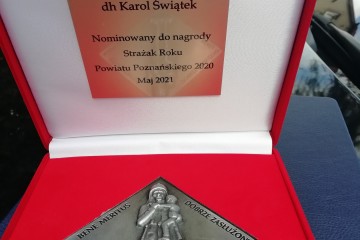 dh Karol Świątek
Nominowany do nagrody
Strażak Roku
Powiatu Poznańskiego 2020
Maj 2021
BENE MERITUS
DOBRZE ZASŁUŻONY